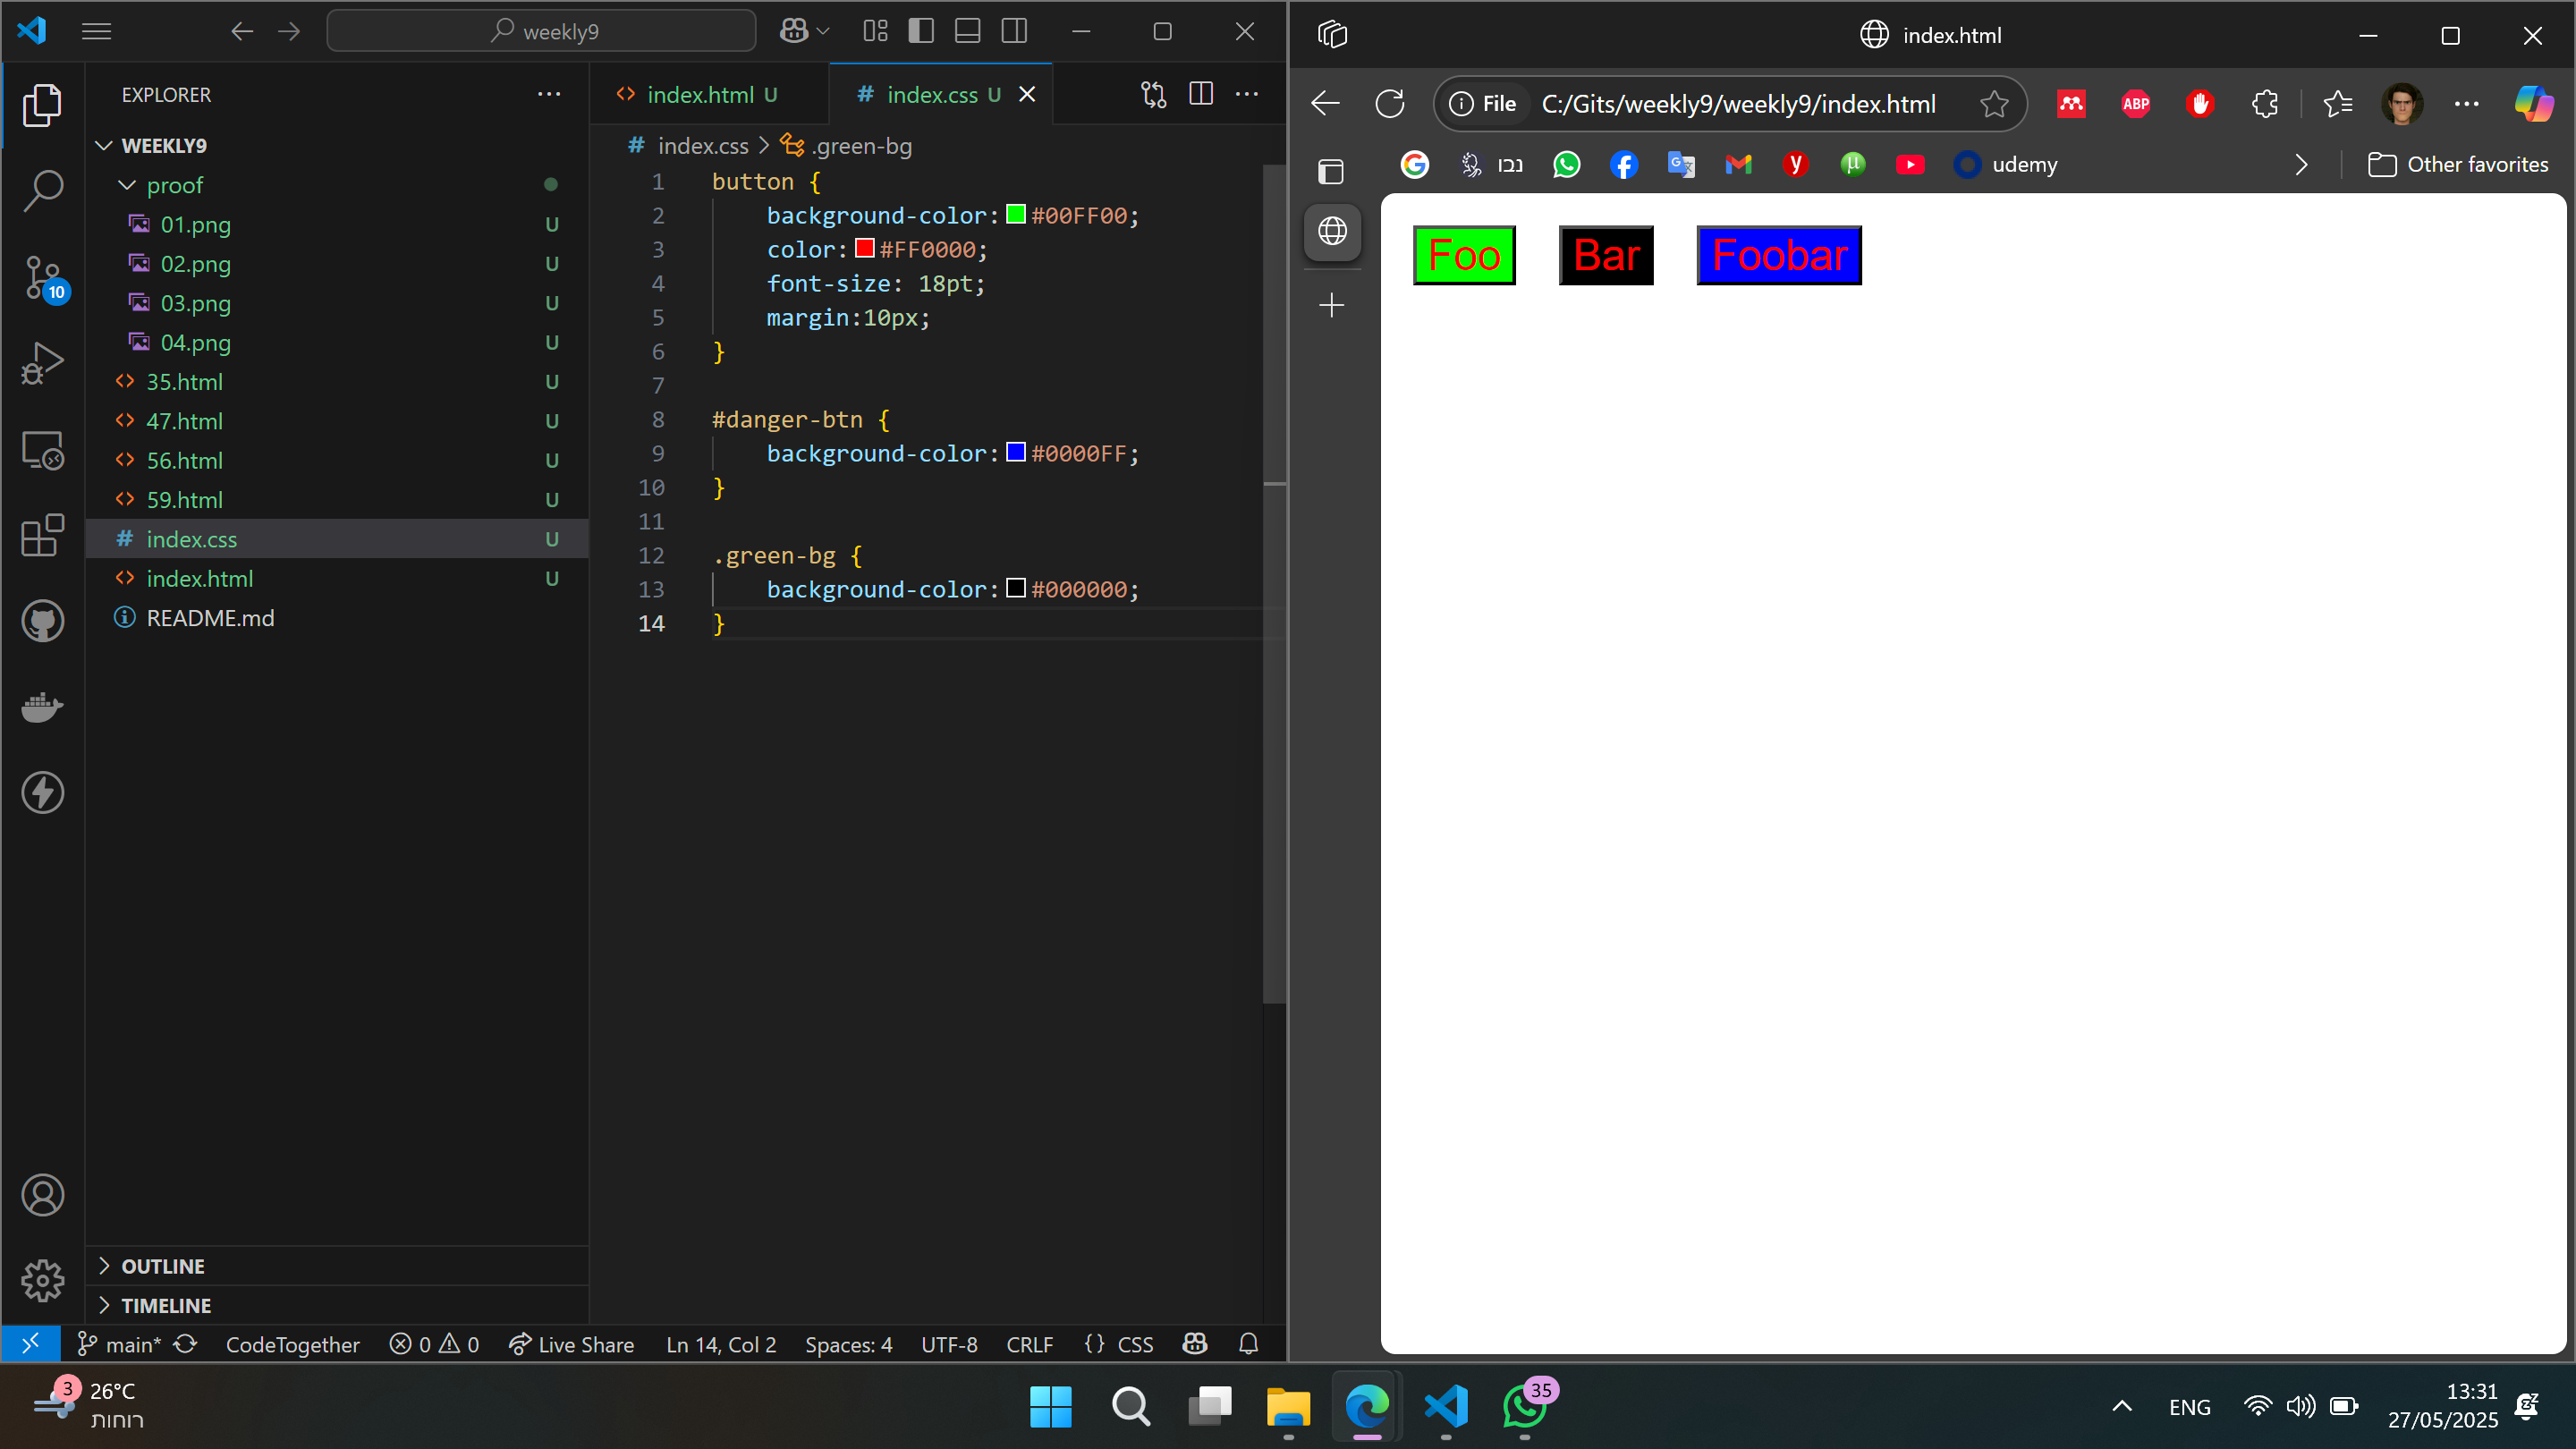 weekly9
EXPLORER
WEEKLY9
proof
01.png U
02.png U
03.png U
04.png U
35.html U
47.html U
56.html U
59.html U
index.css U
index.html U
README.md
10
OUTLINE
TIMELINE
index.html U
# index.css U
# index.css > .green-bg
1 button {
2     background-color: #00FF00;
3     color: #FF0000;
4     font-size: 18pt;
5     margin:10px;
6 }
7
8 #danger-btn {
9     background-color: #0000FF;
10 }
11
12 .green-bg {
13     background-color: #000000;
14 }
main* CodeTogether 0 0 Live Share Ln 14, Col 2 Spaces: 4 UTF-8 CRLF {} CSS
index.html
File C:/Gits/weekly9/weekly9/index.html ABP
נבו udemy Other favorites
Foo Bar Foobar
3 26°C
רוחות
35
ENG
13:31
27/05/2025